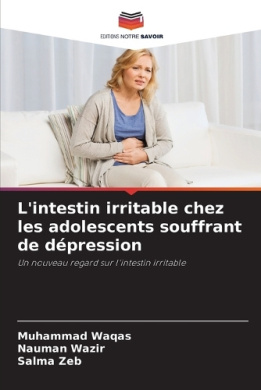 EDITIONS NOTRE SAVOIR
L'intestin irritable chez
les adolescents souffrant
de dépression
Un nouveau regard sur l'intestin irritable
Muhammad Waqas
Nauman Wazir
Salma Zeb